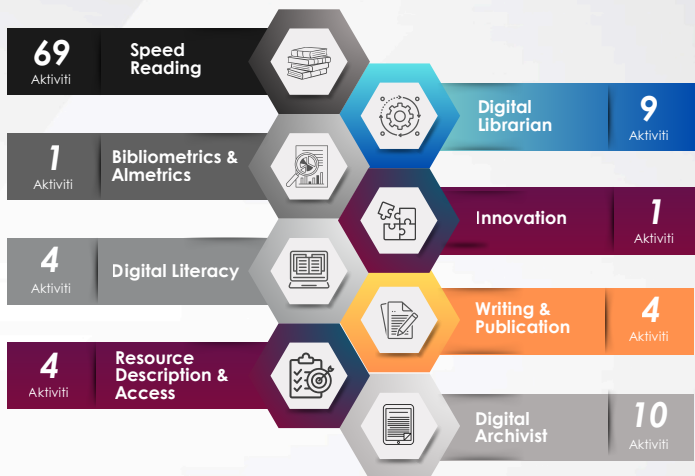 69
Aktiviti
Speed
Reading
Digital
Librarian
9
Aktiviti
1
Aktiviti
Bibliometrics &
Almetrics
Innovation
1
Aktiviti
4
Aktiviti
Digital Literacy
Writing &
Publication
4
Aktiviti
4
Aktiviti
Resource
Description &
Access
Digital
Archivist
10
Aktiviti